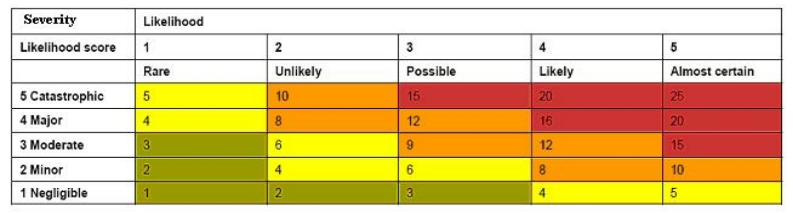 Severity Likelihood
Likelihood score 1 2 3 4 5
Rare Unlikely Possible Likely Almost certain
5 Catastrophic 5 10 15 20 25
4 Major 4 8 12 16 20
3 Moderate 3 6 9 12 15
2 Minor 2 4 6 8 10
1 Negligible 1 2 3 4 5